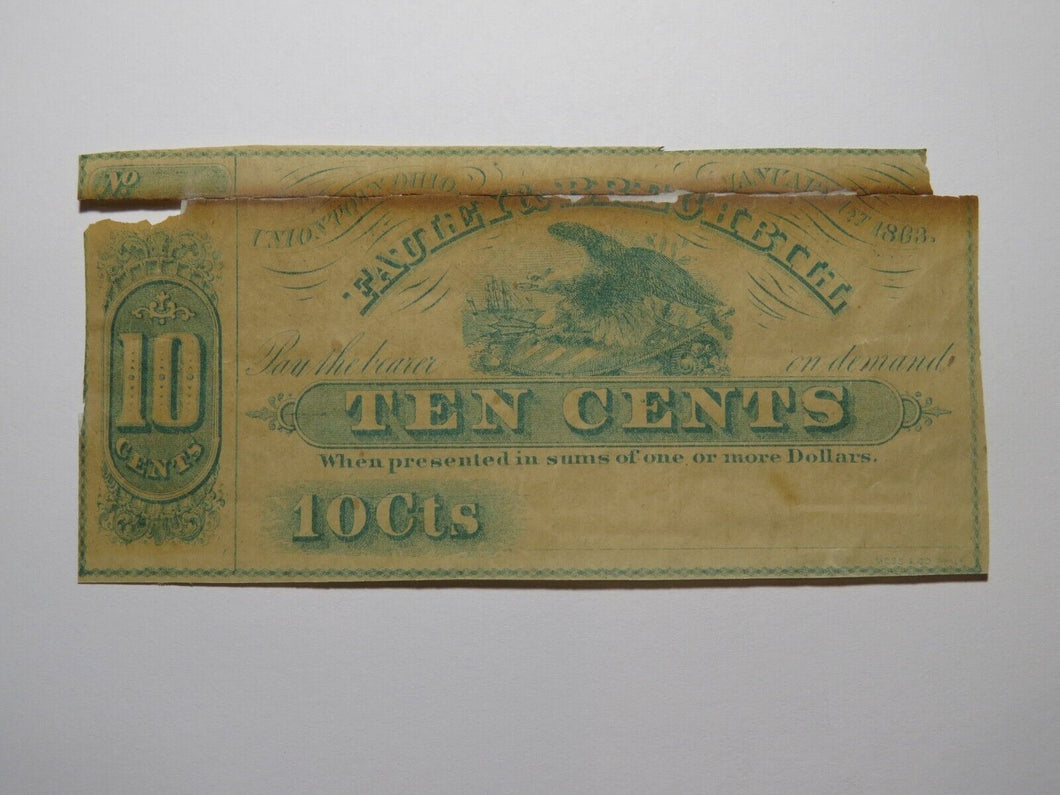 No
UNIONTOWN OHIO,
JANUARY 1ST 1863.
Pay the bearer
on demand
10
CENTS
TEN CENTS
When presented in sums of one or more Dollars.
10Cts